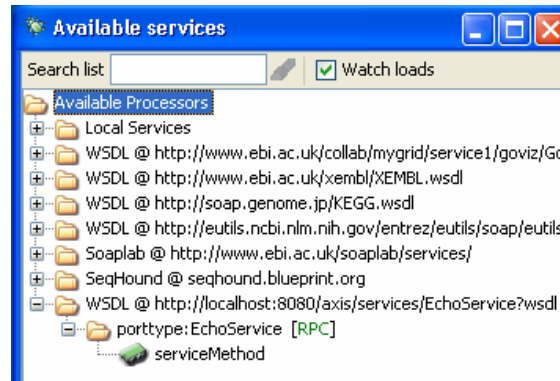 Available services
Search list Watch loads
Available Processors
Local Services
WSDL @ http://www.ebi.ac.uk/collab/mygrid/service1/goviz/Go
WSDL @ http://www.ebi.ac.uk/xembl/XEMBL.wsdl
WSDL @ http://soap.genome.jp/KEGG.wsdl
WSDL @ http://eutils.ncbi.nlm.nih.gov/entrez/eutils/soap/eutils
Soaplab @ http://www.ebi.ac.uk/soaplab/services/
SeqHound @ seqhound.blueprint.org
WSDL @ http://localhost:8080/axis/services/EchoService?wsdl
porttype:EchoService [RPC]
serviceMethod